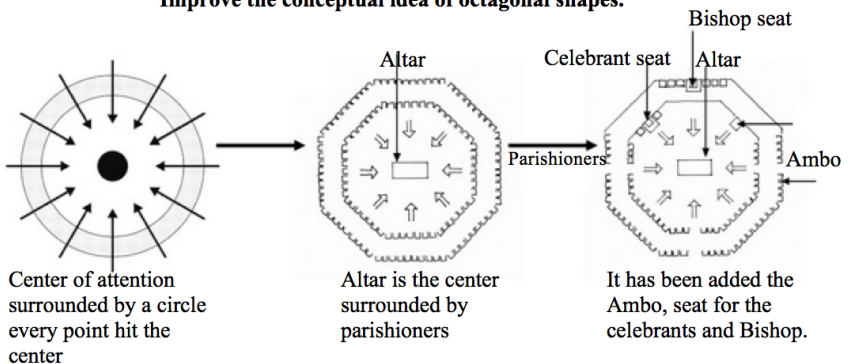 Improve the conceptual idea of octagonal shapes.
Bishop seat
Altar
Celebrant seat
Altar
Parishioners
Ambo
Center of attention
surrounded by a circle
every point hit the
center
Altar is the center
surrounded by
parishioners
It has been added the
Ambo, seat for the
celebrants and Bishop.